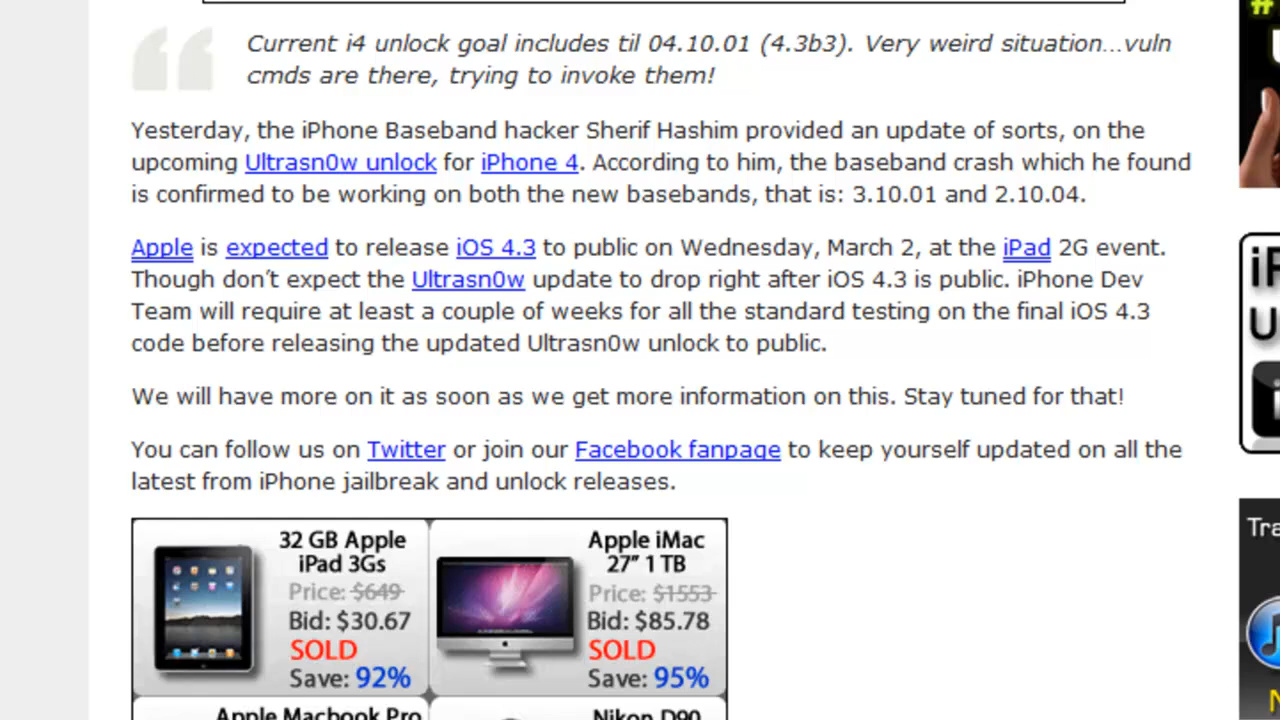 Current i4 unlock goal includes til 04.10.01 (4.3b3). Very weird situation…vuln
cmds are there, trying to invoke them!
Yesterday, the iPhone Baseband hacker Sherif Hashim provided an update of sorts, on the
upcoming Ultrasn0w unlock for iPhone 4. According to him, the baseband crash which he found
is confirmed to be working on both the new basebands, that is: 3.10.01 and 2.10.04.
Apple is expected to release iOS 4.3 to public on Wednesday, March 2, at the iPad 2G event.
Though don’t expect the Ultrasn0w update to drop right after iOS 4.3 is public. iPhone Dev
Team will require at least a couple of weeks for all the standard testing on the final iOS 4.3
code before releasing the updated Ultrasn0w unlock to public.
We will have more on it as soon as we get more information on this. Stay tuned for that!
You can follow us on Twitter or join our Facebook fanpage to keep yourself updated on all the
latest from iPhone jailbreak and unlock releases.
32 GB Apple
iPad 3Gs
Price: $649
Bid: $30.67
SOLD
Save: 92%
Apple iMac
27” 1 TB
Price: $1553
Bid: $85.78
SOLD
Save: 95%
Apple Macbook Pro
Nikon D90